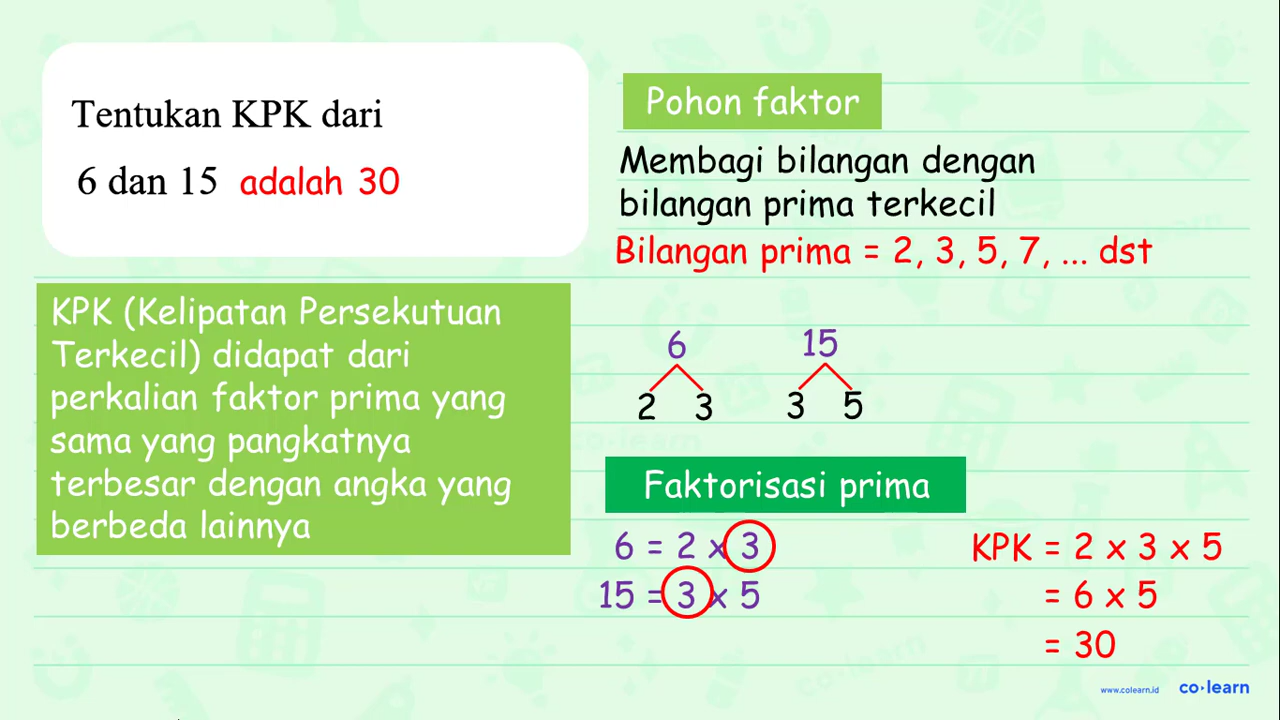 Tentukan KPK dari
6 dan 15 adalah 30
KPK (Kelipatan Persekutuan
Terkecil) didapat dari
perkalian faktor prima yang
sama yang pangkatnya
terbesar dengan angka yang
berbeda lainnya
Pohon faktor
Membagi bilangan dengan
bilangan prima terkecil
Bilangan prima = 2, 3, 5, 7, ... dst
6 15
2 3 3 5
Faktorisasi prima
6 = 2 x 3
15 = 3 x 5
KPK = 2 x 3 x 5
= 6 x 5
= 30
www.colearn.id co·learn